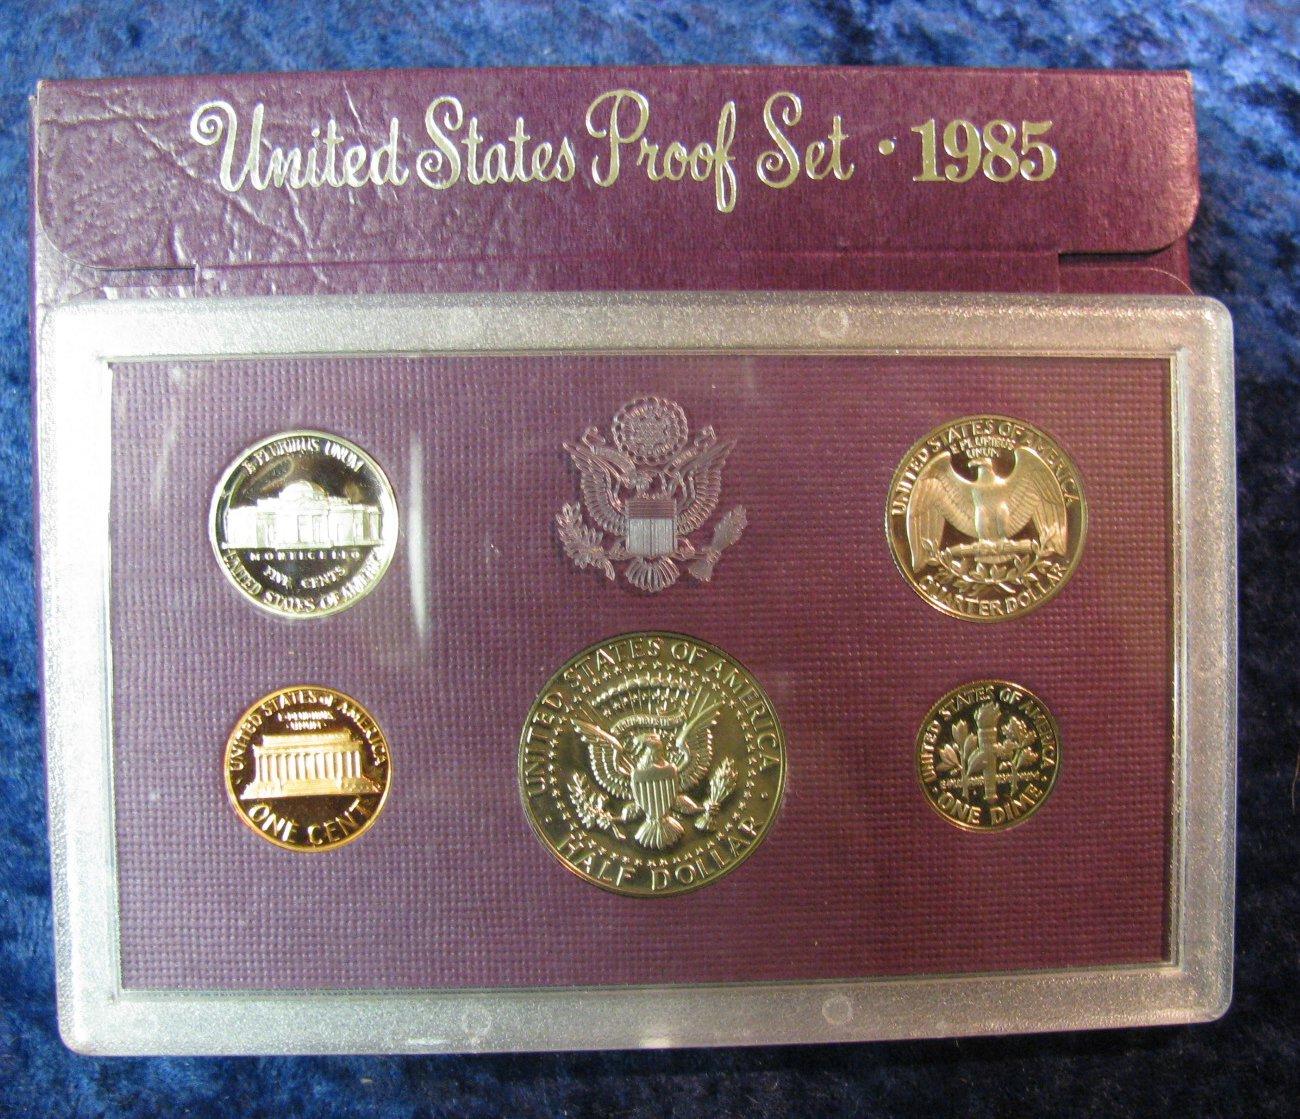 United States Proof Set · 1985
E PLURIBUS UNUM
MONTICELLO
FIVE CENTS
UNITED STATES OF AMERICA
UNITED STATES OF AMERICA
E PLURIBUS
UNUM
QUARTER DOLLAR
UNITED STATES of AMERICA
E PLURIBUS
UNUM
ONE CENT
UNITED STATES OF AMERICA
HALF DOLLAR
UNITED STATES OF AMERICA
ONE DIME